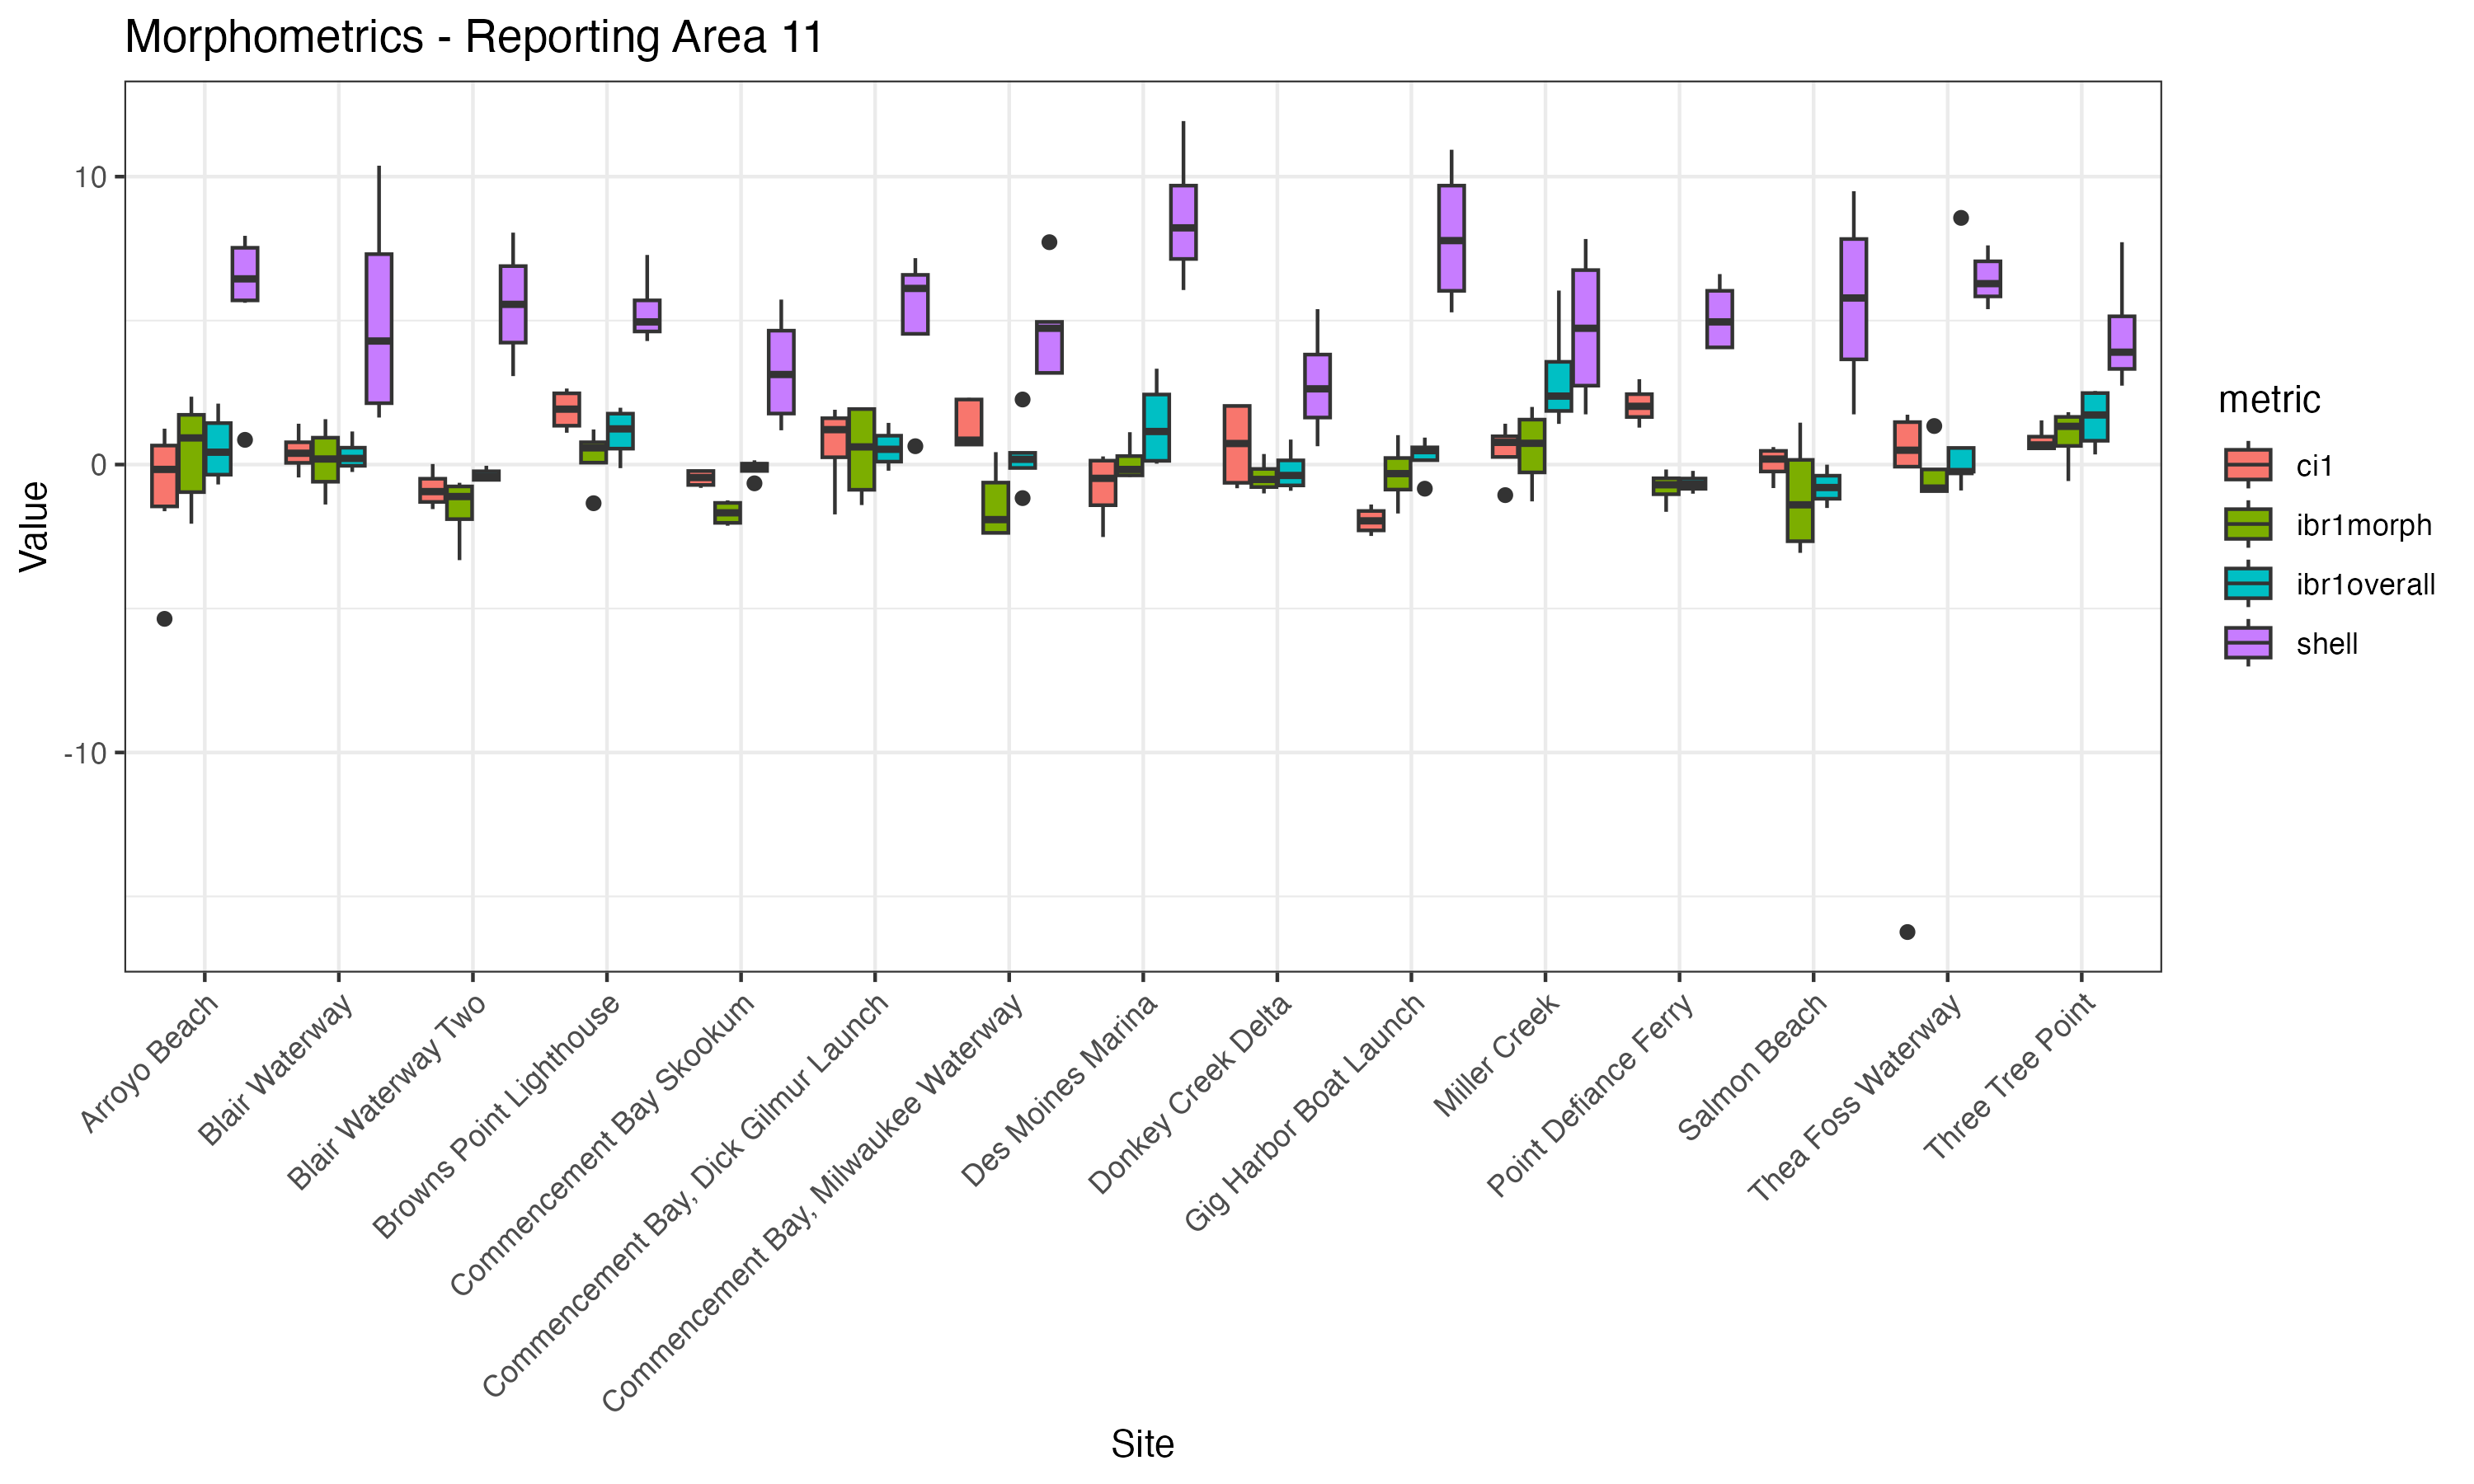 Morphometrics - Reporting Area 11
Value
10
0
-10
Arroyo Beach
Blair Waterway
Blair Waterway Two
Browns Point Lighthouse
Commencement Bay Skookum
Commencement Bay, Dick Gilmur Launch
Commencement Bay, Milwaukee Waterway
Des Moines Marina
Donkey Creek Delta
Gig Harbor Boat Launch
Miller Creek
Point Defiance Ferry
Salmon Beach
Thea Foss Waterway
Three Tree Point
Site
metric
ci1
ibr1morph
ibr1overall
shell